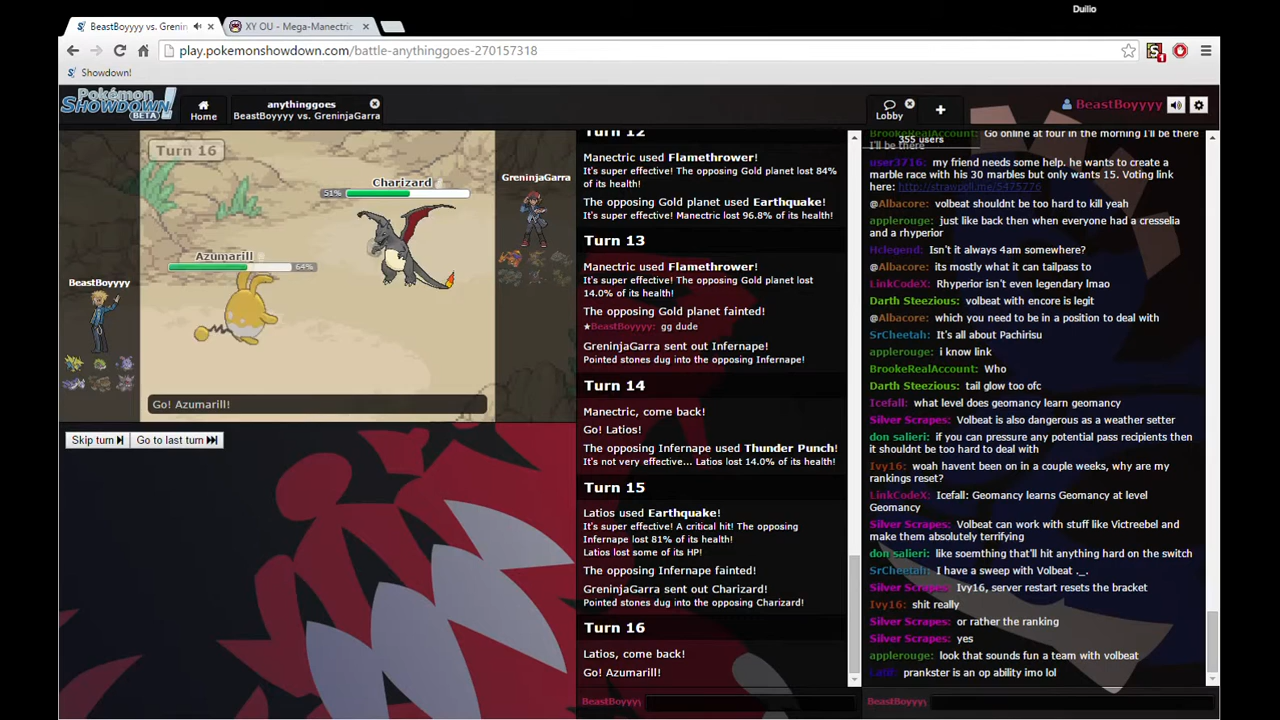 Duilio
BeastBoyyyy vs. Grenin
XY OU - Mega-Manectric
play.pokemonshowdown.com/battle-anythinggoes-270157318
Showdown!
Pokémon
SHOWDOWN!
BETA
Home
anythinggoes
BeastBoyyyy vs. GreninjaGarra
Lobby
BeastBoyyyy
Turn 16
Charizard
51%
GreninjaGarra
Azumarill
64%
BeastBoyyyy
Go! Azumarill!
Skip turn
Go to last turn
Turn 12
Manectric used Flamethrower!
It's super effective! The opposing Gold planet lost 84%
of its health!
The opposing Gold planet used Earthquake!
It's super effective! Manectric lost 96.8% of its health!
Turn 13
Manectric used Flamethrower!
It's super effective! The opposing Gold planet lost
14.0% of its health!
The opposing Gold planet fainted!
★BeastBoyyyy: gg dude
GreninjaGarra sent out Infernape!
Pointed stones dug into the opposing Infernape!
Turn 14
Manectric, come back!
Go! Latios!
The opposing Infernape used Thunder Punch!
It's not very effective... Latios lost 14.0% of its health!
Turn 15
Latios used Earthquake!
It's super effective! A critical hit! The opposing
Infernape lost 81% of its health!
Latios lost some of its HP!
The opposing Infernape fainted!
GreninjaGarra sent out Charizard!
Pointed stones dug into the opposing Charizard!
Turn 16
Latios, come back!
Go! Azumarill!
BeastBoyyyy
355 users
BrookeRealAccount: Go online at four in the morning I'll be there
I'll be there
user3716: my friend needs some help. he wants to create a
marble race with his 30 marbles but only wants 15. Voting link
here: http://strawpoll.me/5475776
@Albacore: volbeat shouldnt be too hard to kill yeah
applerouge: just like back then when everyone had a cresselia
and a rhyperior
Hclegend: Isn't it always 4am somewhere?
@Albacore: its mostly what it can tailpass to
LinkCodeX: Rhyperior isn't even legendary lmao
Darth Steezious: volbeat with encore is legit
@Albacore: which you need to be in a position to deal with
SrCheetah: It's all about Pachirisu
applerouge: i know link
BrookeRealAccount: Who
Darth Steezious: tail glow too ofc
Icefall: what level does geomancy learn geomancy
Silver Scrapes: Volbeat is also dangerous as a weather setter
don salieri: if you can pressure any potential pass recipients then
it shouldnt be too hard to deal with
Ivy16: woah havent been on in a couple weeks, why are my
rankings reset?
LinkCodeX: Icefall: Geomancy learns Geomancy at level
Geomancy
Silver Scrapes: Volbeat can work with stuff like Victreebel and
make them absolutely terrifying
don salieri: like soemthing that'll hit anything hard on the switch
SrCheetah: I have a sweep with Volbeat ._.
Silver Scrapes: Ivy16, server restart resets the bracket
Ivy16: shit really
Silver Scrapes: or rather the ranking
Silver Scrapes: yes
applerouge: look that sounds fun a team with volbeat
prankster is an op ability imo lol
BeastBoyyyy